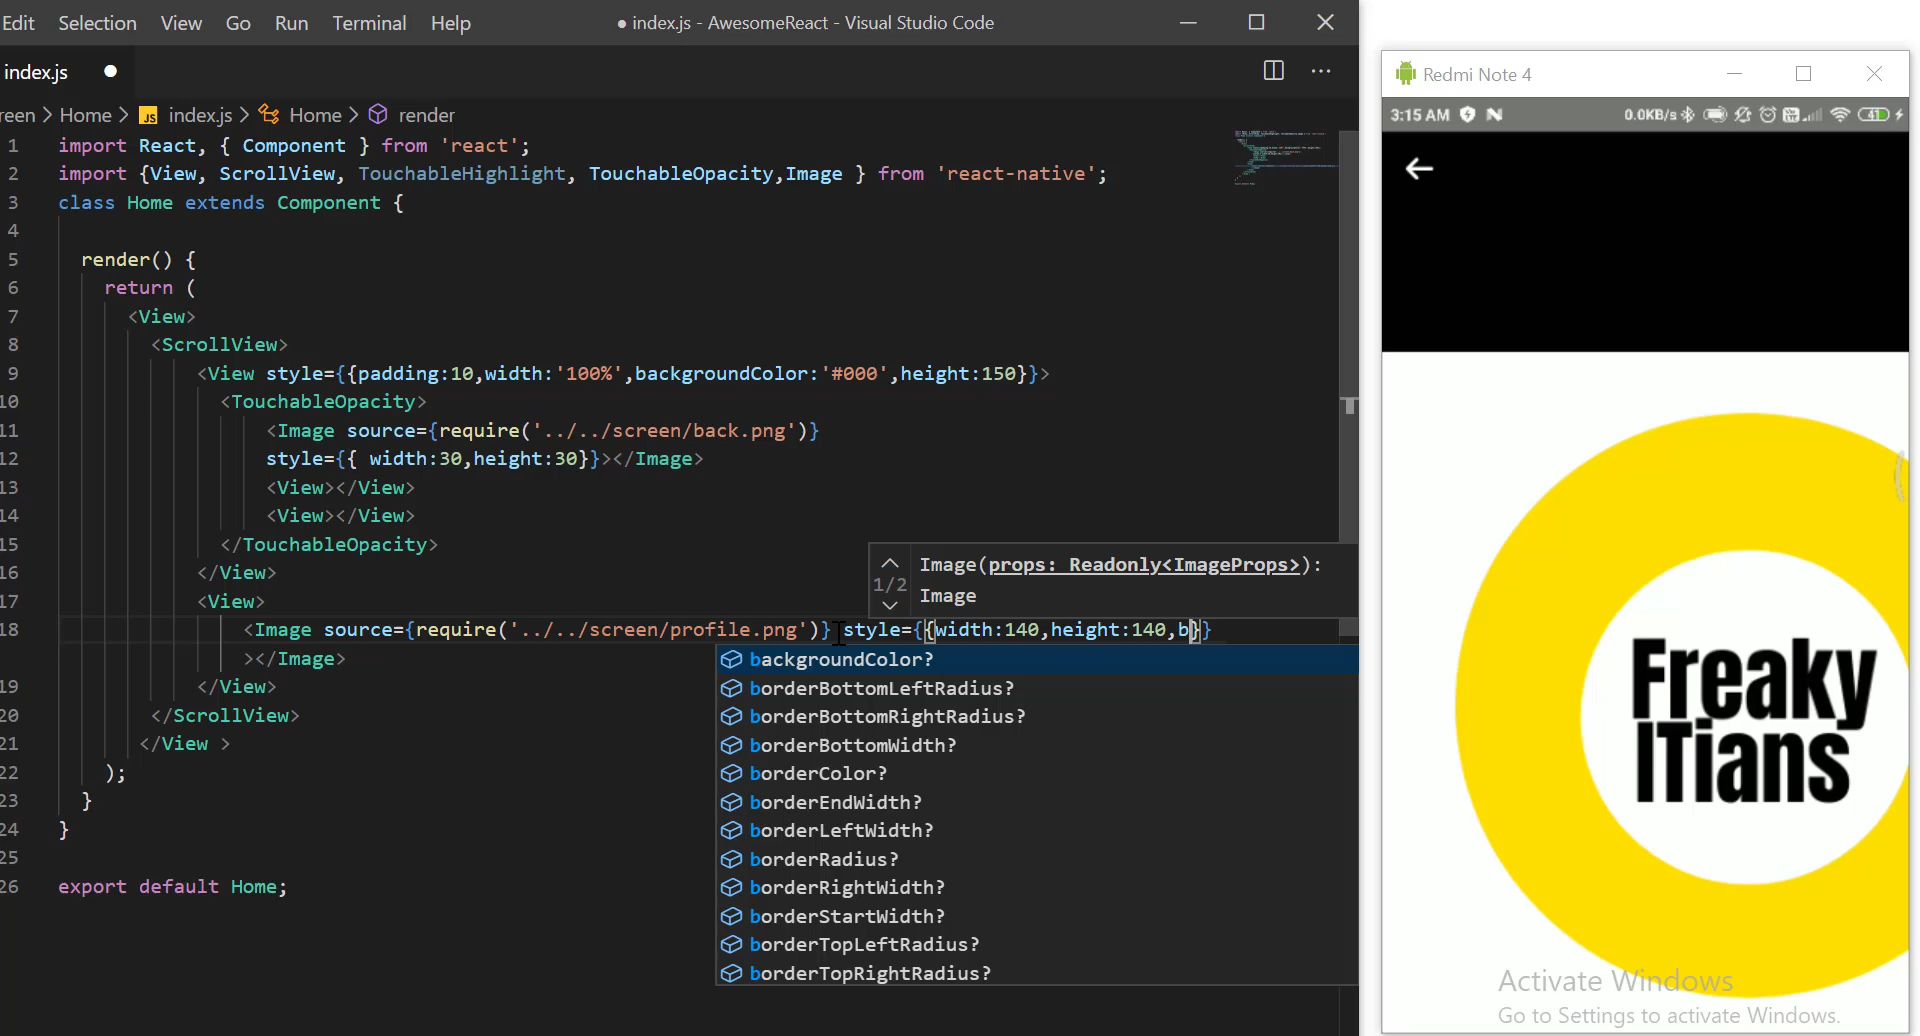 Edit Selection View Go Run Terminal Help ● index.js - AwesomeReact - Visual Studio Code
index.js ●
reen > Home > JS index.js > Home > render
1 import React, { Component } from 'react';
2 import {View, ScrollView, TouchableHighlight, TouchableOpacity,Image } from 'react-native';
3 class Home extends Component {
4
5 render() {
6 return (
7 <View>
8 <ScrollView>
9 <View style={{padding:10,width:'100%',backgroundColor:'#000',height:150}}>
10 <TouchableOpacity>
11 <Image source={require('../../screen/back.png')}
12 style={{ width:30,height:30}}></Image>
13 <View></View>
14 <View></View>
15 </TouchableOpacity>
16 </View>
17 <View>
18 <Image source={require('../../screen/profile.png')} style={{width:140,height:140,b}}
></Image>
19 </View>
20 </ScrollView>
21 </View >
22 );
23 }
24 }
25
26 export default Home;
Image(props: Readonly<ImageProps>):
1/2
Image
backgroundColor?
borderBottomLeftRadius?
borderBottomRightRadius?
borderBottomWidth?
borderColor?
borderEndWidth?
borderLeftWidth?
borderRadius?
borderRightWidth?
borderStartWidth?
borderTopLeftRadius?
borderTopRightRadius?
Redmi Note 4
3:15 AM 0.0KB/s 41
Freaky
ITians
Activate Windows
Go to Settings to activate Windows.